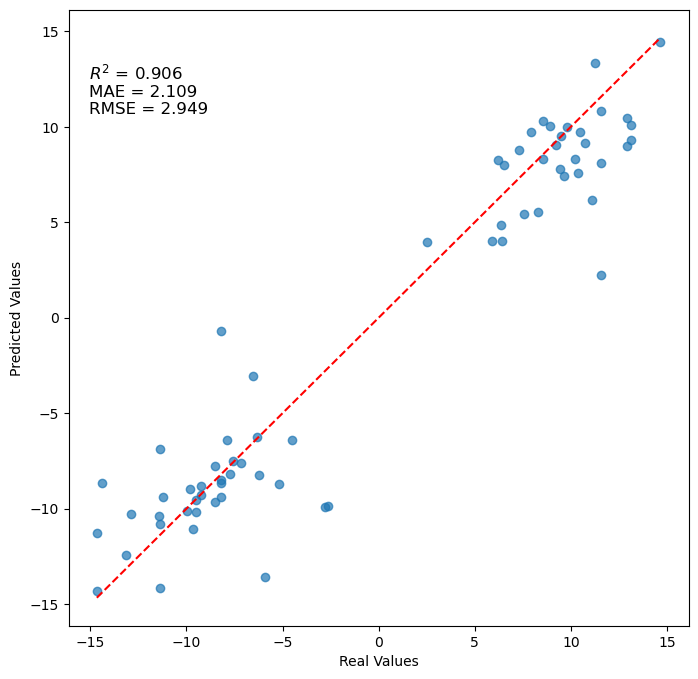 R² = 0.906
MAE = 2.109
RMSE = 2.949
15
10
5
0
−5
−10
−15
Predicted Values
−15 −10 −5 0 5 10 15
Real Values